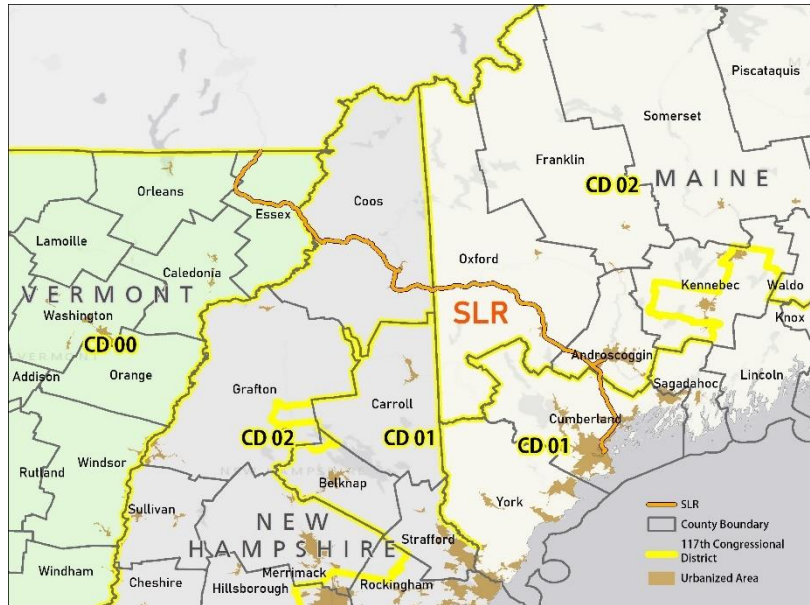 Piscataquis
Somerset
Franklin
CD 02
MAINE
Orleans
Essex
Coos
Lamoille
Caledonia
Oxford
VERMONT
Washington
CD 00
SLR
Kennebec
Waldo
Knox
Addison
Orange
Androscoggin
Lincoln
Sagadahoc
Grafton
Carroll
Cumberland
CD 02
CD 01
CD 01
Rutland
Windsor
Belknap
York
Sullivan
NEW
HAMPSHIRE
Strafford
Merrimack
Rockingham
Windham
Cheshire
Hillsborough
SLR
County Boundary
117th Congressional
District
Urbanized Area